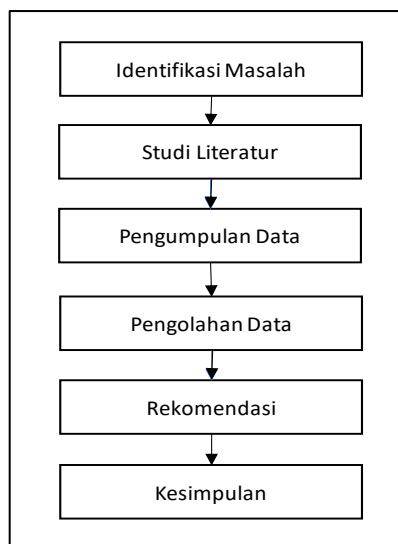 Identifikasi Masalah
Studi Literatur
Pengumpulan Data
Pengolahan Data
Rekomendasi
Kesimpulan